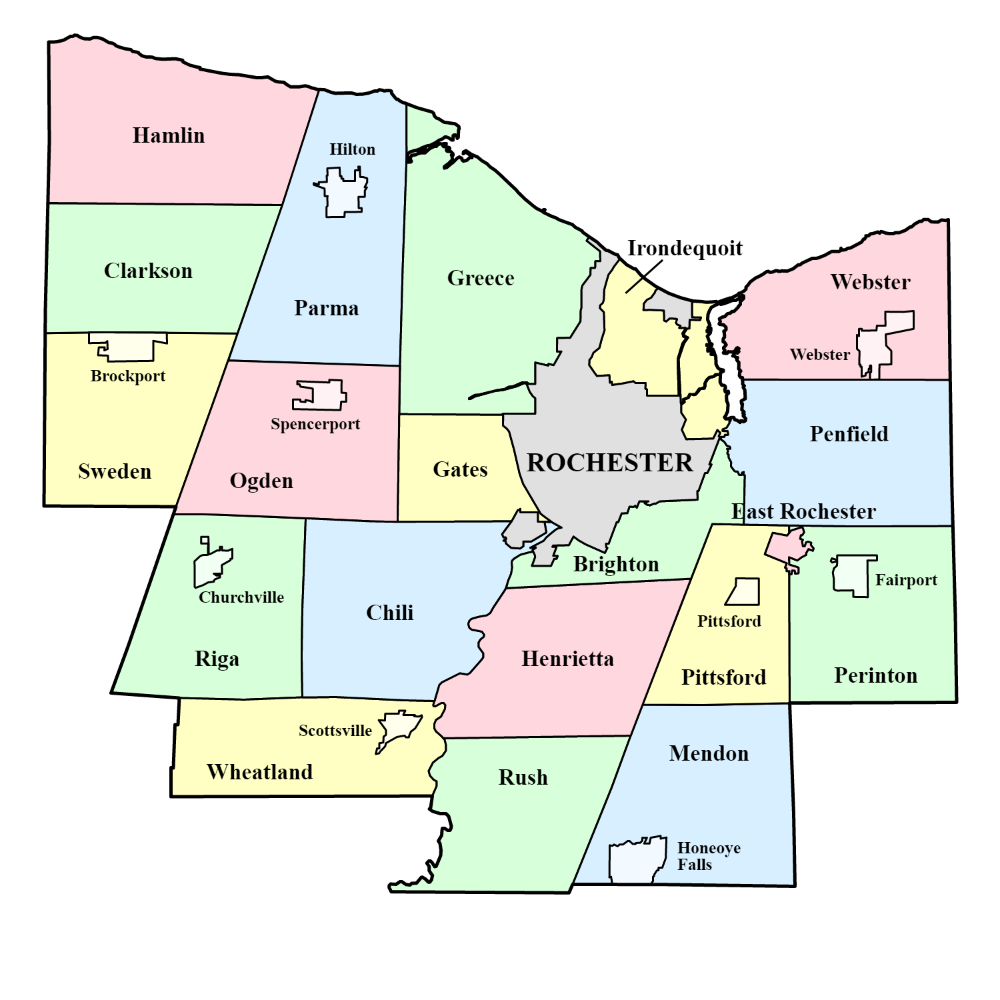 Hamlin
Hilton
Irondequoit
Clarkson
Greece
Webster
Parma
Webster
Brockport
Spencerport
Penfield
ROCHESTER
Sweden
Gates
Ogden
East Rochester
Brighton
Fairport
Churchville
Chili
Pittsford
Riga
Henrietta
Perinton
Pittsford
Scottsville
Mendon
Wheatland
Rush
Honeoye
Falls